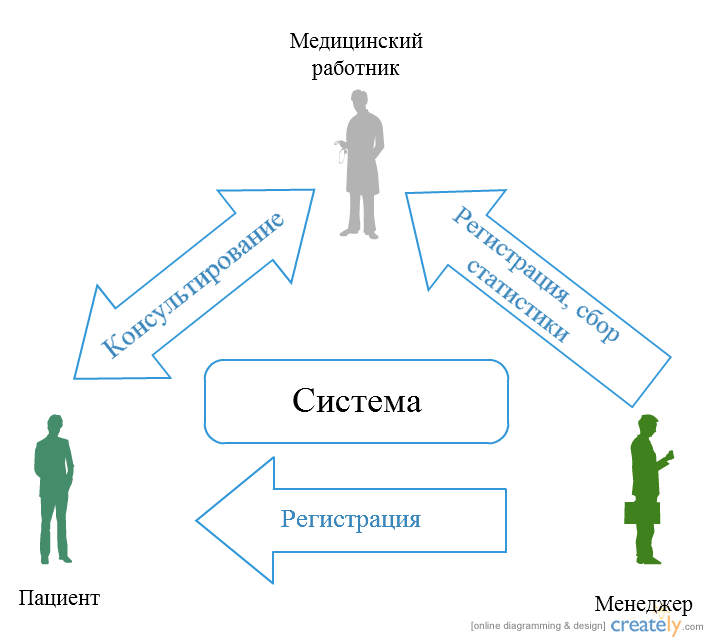 Медицинский
работник
Консультирование
Регистрация, сбор
статистики
Система
Регистрация
Пациент
Менеджер
[online diagramming & design] creately.com